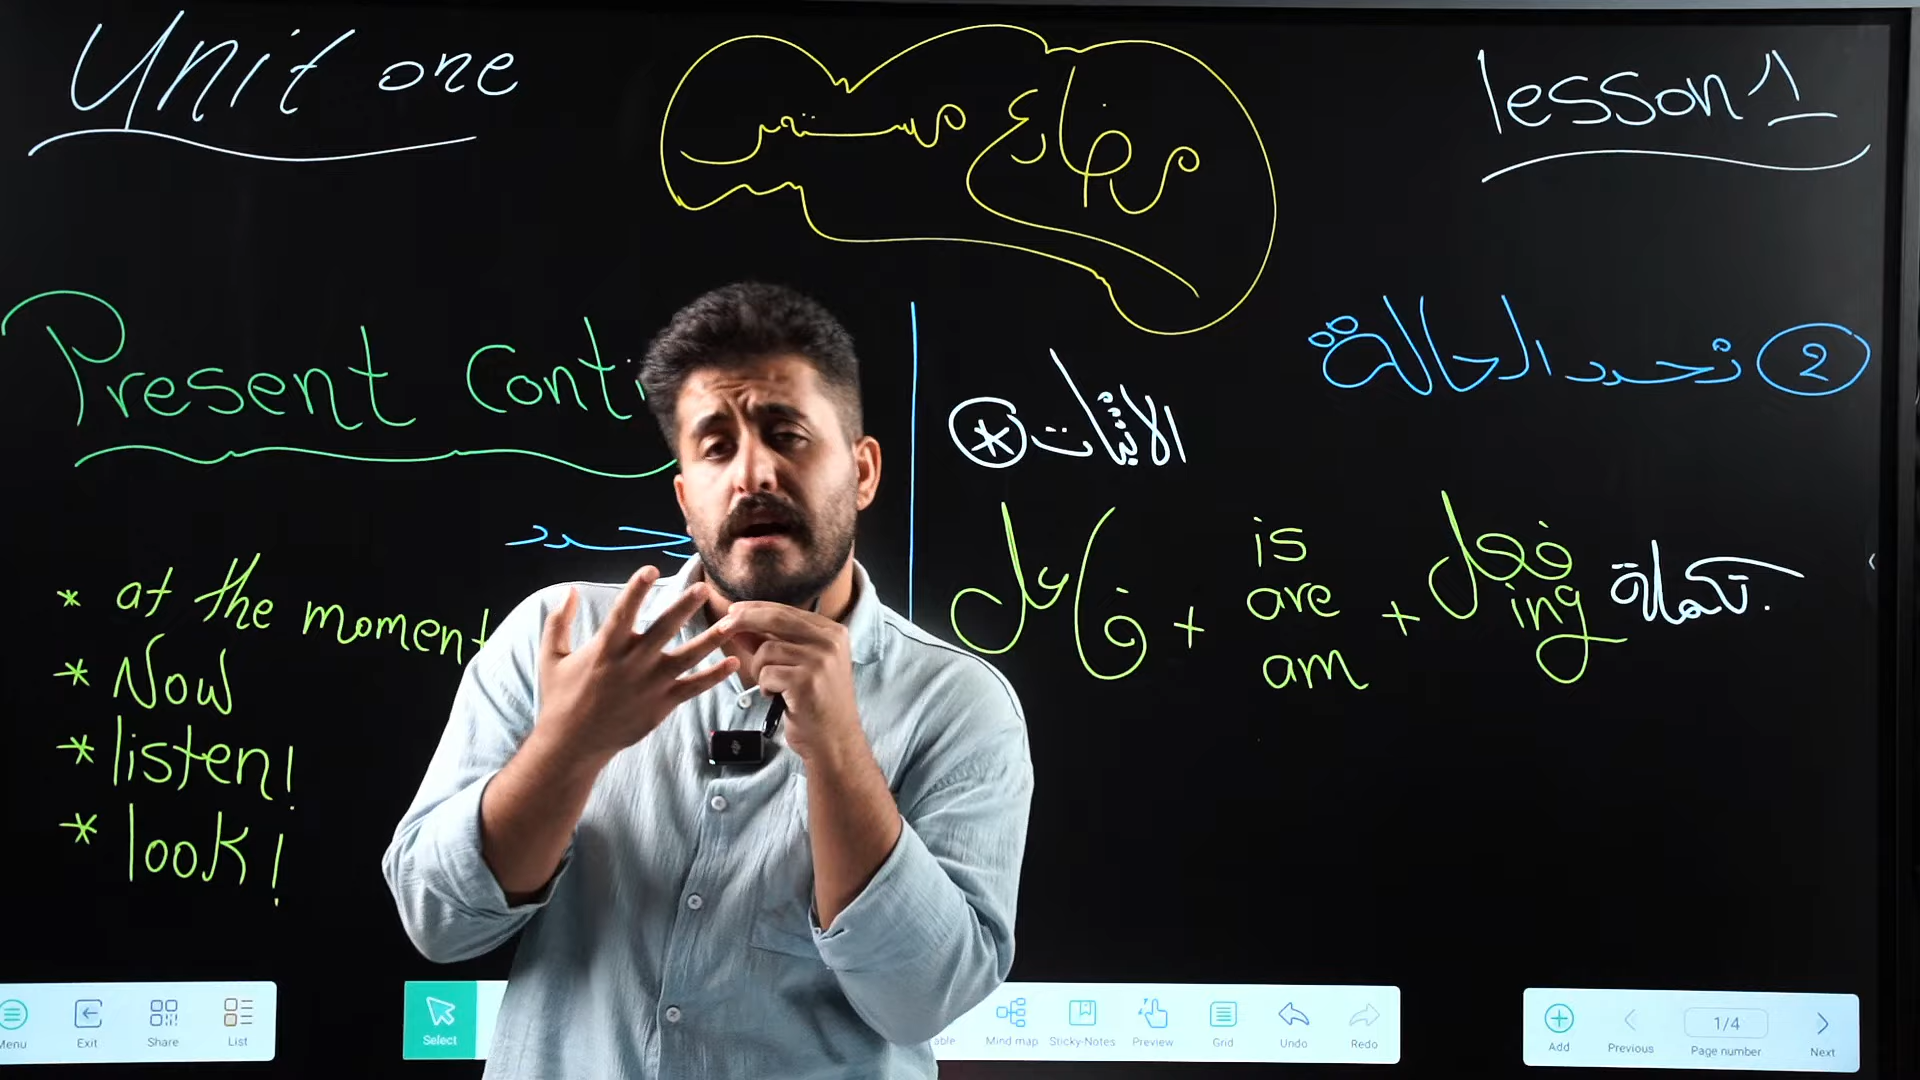 Unit one
مضارع مستمر
lesson 1
Present Conti
* at the moment
* Now
* listen!
* look!
2 نحدد الحالة
* الاثبات
فاعل + is are am + فعل ing تكملة.
Menu
Exit
Share
List
Select
able
Mind map
Sticky-Notes
Preview
Grid
Undo
Redo
Add
Previous
1/4
Page number
Next